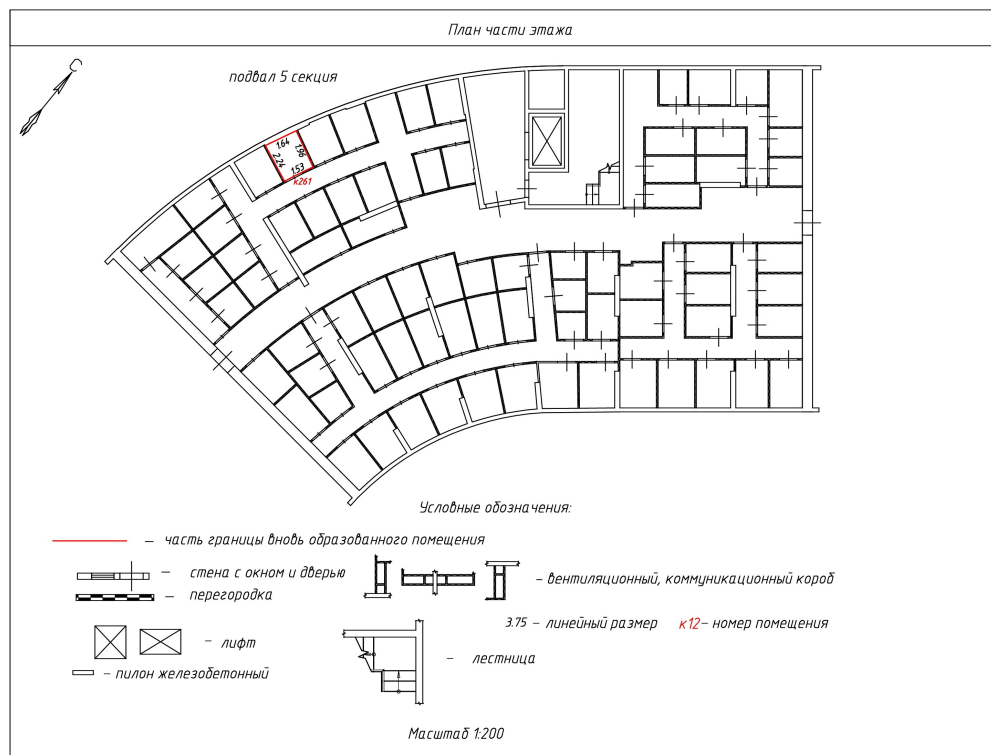 План части этажа
С
подвал 5 секция
1.64
2.24
1.96
1.53
к261
Условные обозначения:
— часть границы вновь образованного помещения
— стена с окном и дверью
— перегородка
— вентиляционный, коммуникационный короб
3.75 — линейный размер к12 — номер помещения
— лифт
— лестница
— пилон железобетонный
Масштаб 1:200